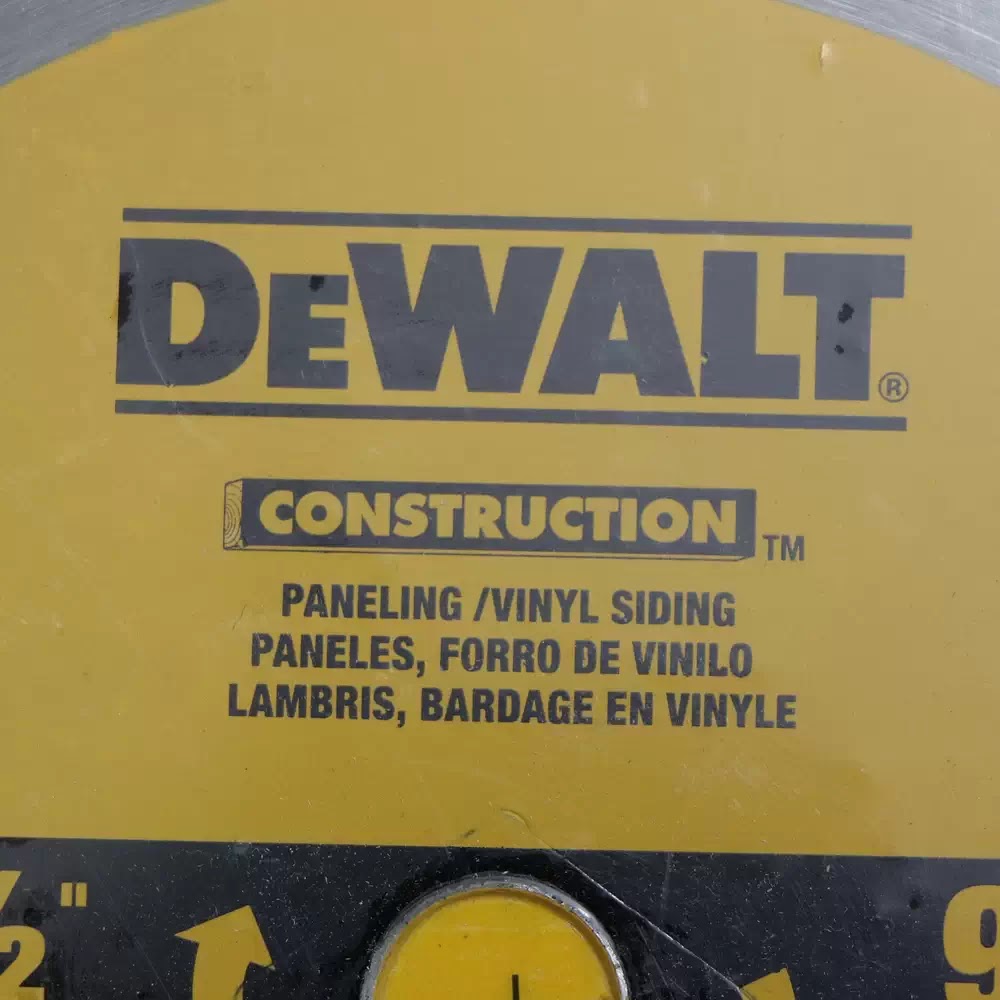 DEWALT®
CONSTRUCTION™
PANELING /VINYL SIDING
PANELES, FORRO DE VINILO
LAMBRIS, BARDAGE EN VINYLE